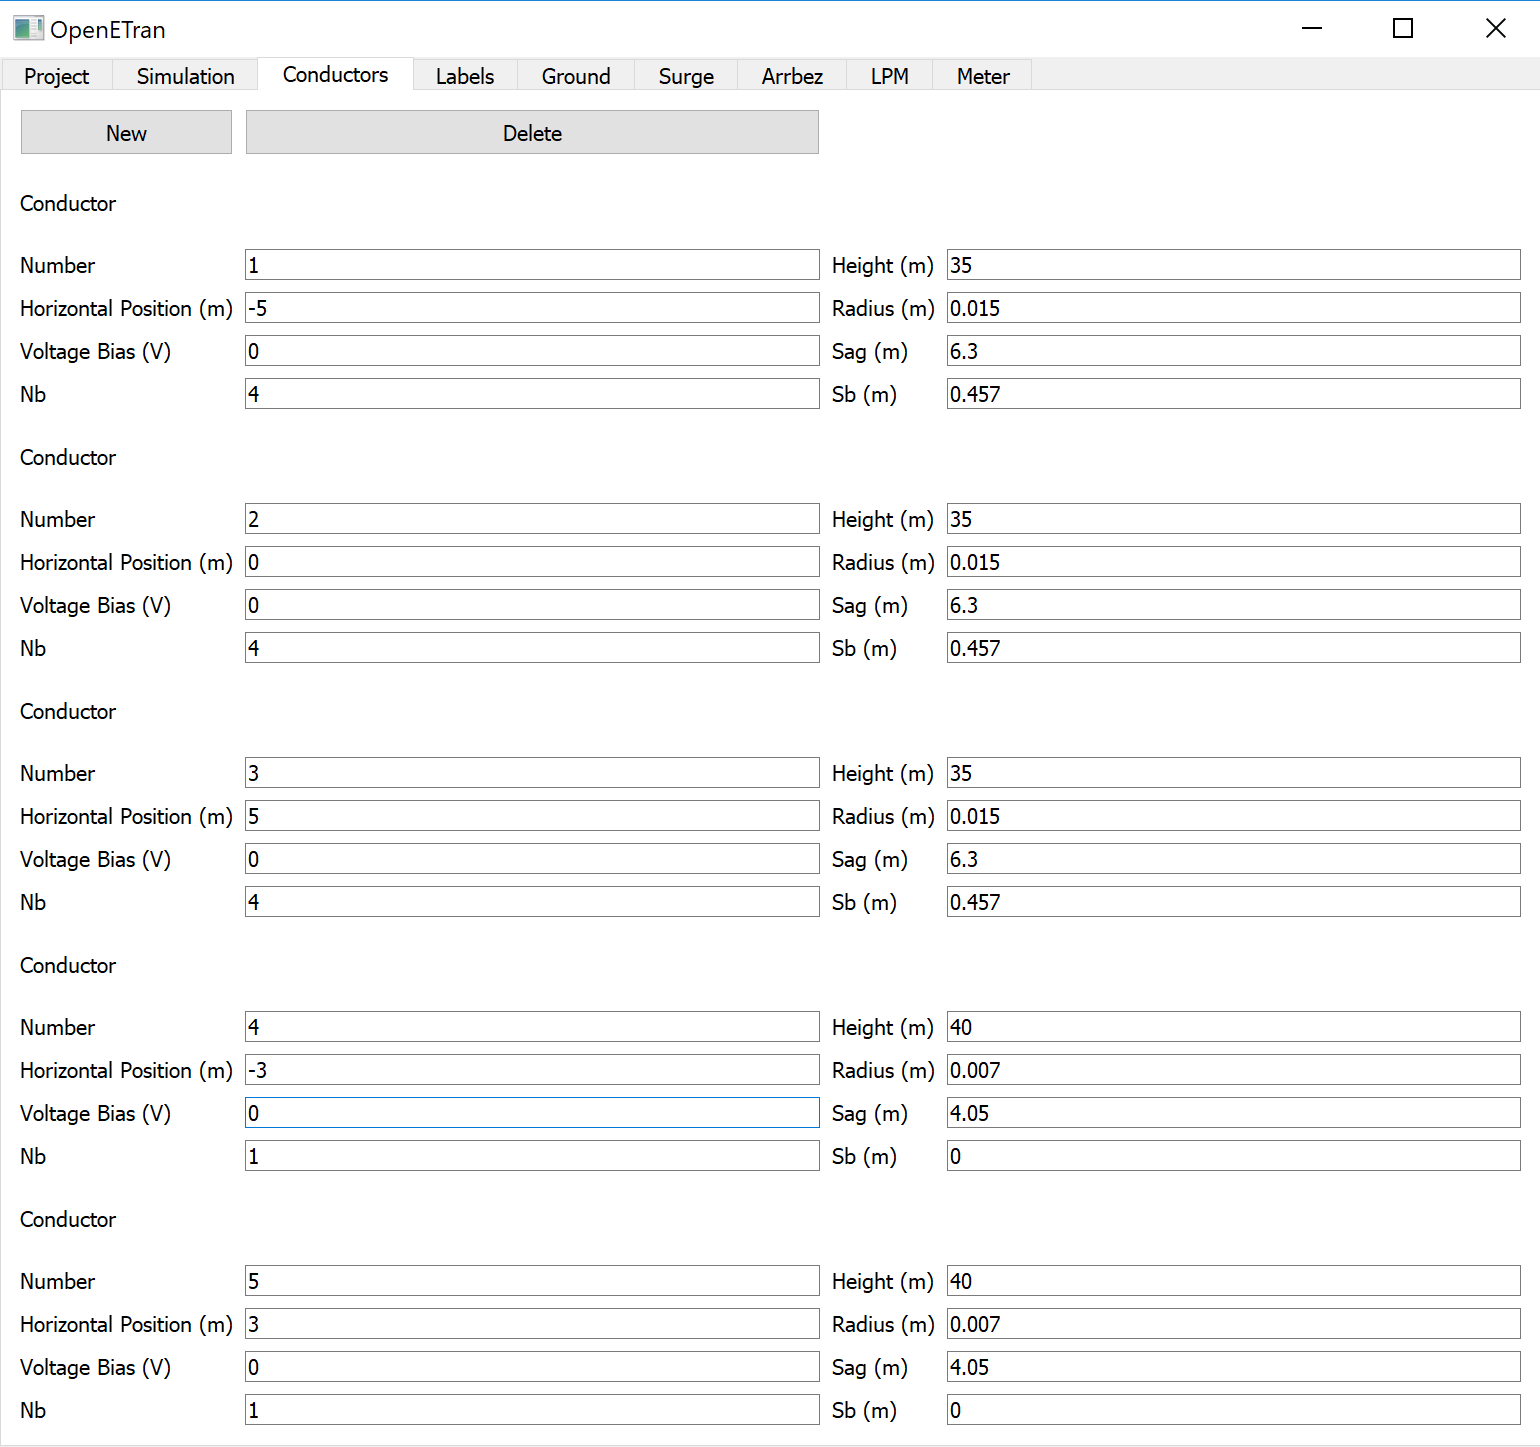 OpenETran
Project Simulation Conductors Labels Ground Surge Arrbez LPM Meter
New Delete
Conductor
Number 1 Height (m) 35
Horizontal Position (m) -5 Radius (m) 0.015
Voltage Bias (V) 0 Sag (m) 6.3
Nb 4 Sb (m) 0.457
Conductor
Number 2 Height (m) 35
Horizontal Position (m) 0 Radius (m) 0.015
Voltage Bias (V) 0 Sag (m) 6.3
Nb 4 Sb (m) 0.457
Conductor
Number 3 Height (m) 35
Horizontal Position (m) 5 Radius (m) 0.015
Voltage Bias (V) 0 Sag (m) 6.3
Nb 4 Sb (m) 0.457
Conductor
Number 4 Height (m) 40
Horizontal Position (m) -3 Radius (m) 0.007
Voltage Bias (V) 0 Sag (m) 4.05
Nb 1 Sb (m) 0
Conductor
Number 5 Height (m) 40
Horizontal Position (m) 3 Radius (m) 0.007
Voltage Bias (V) 0 Sag (m) 4.05
Nb 1 Sb (m) 0